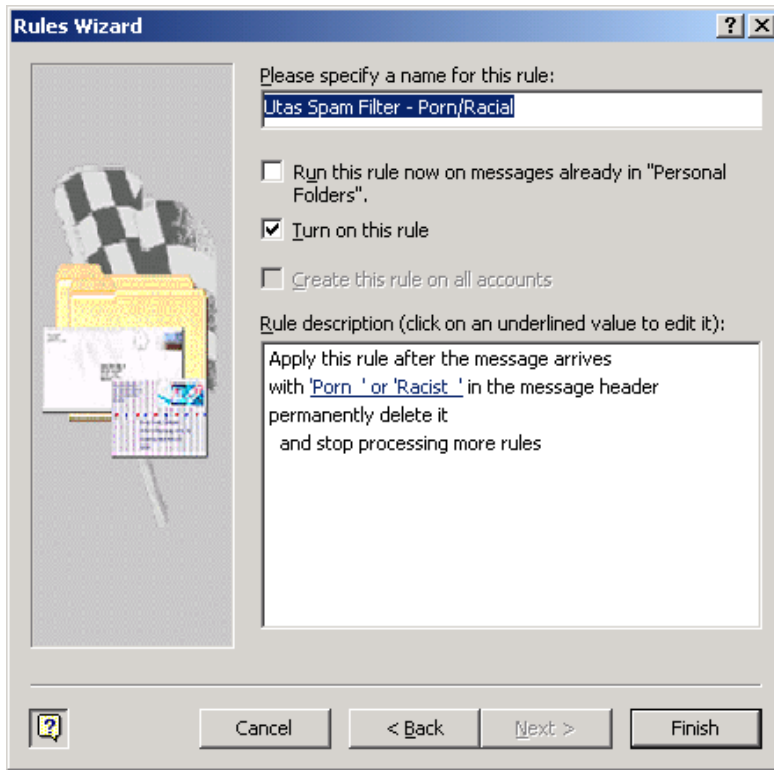 Rules Wizard
Please specify a name for this rule:
Utas Spam Filter - Porn/Racial
Run this rule now on messages already in "Personal
Folders".
Turn on this rule
Create this rule on all accounts
Rule description (click on an underlined value to edit it):
Apply this rule after the message arrives
with 'Porn_' or 'Racist_' in the message header
permanently delete it
and stop processing more rules
Cancel
< Back
Next >
Finish